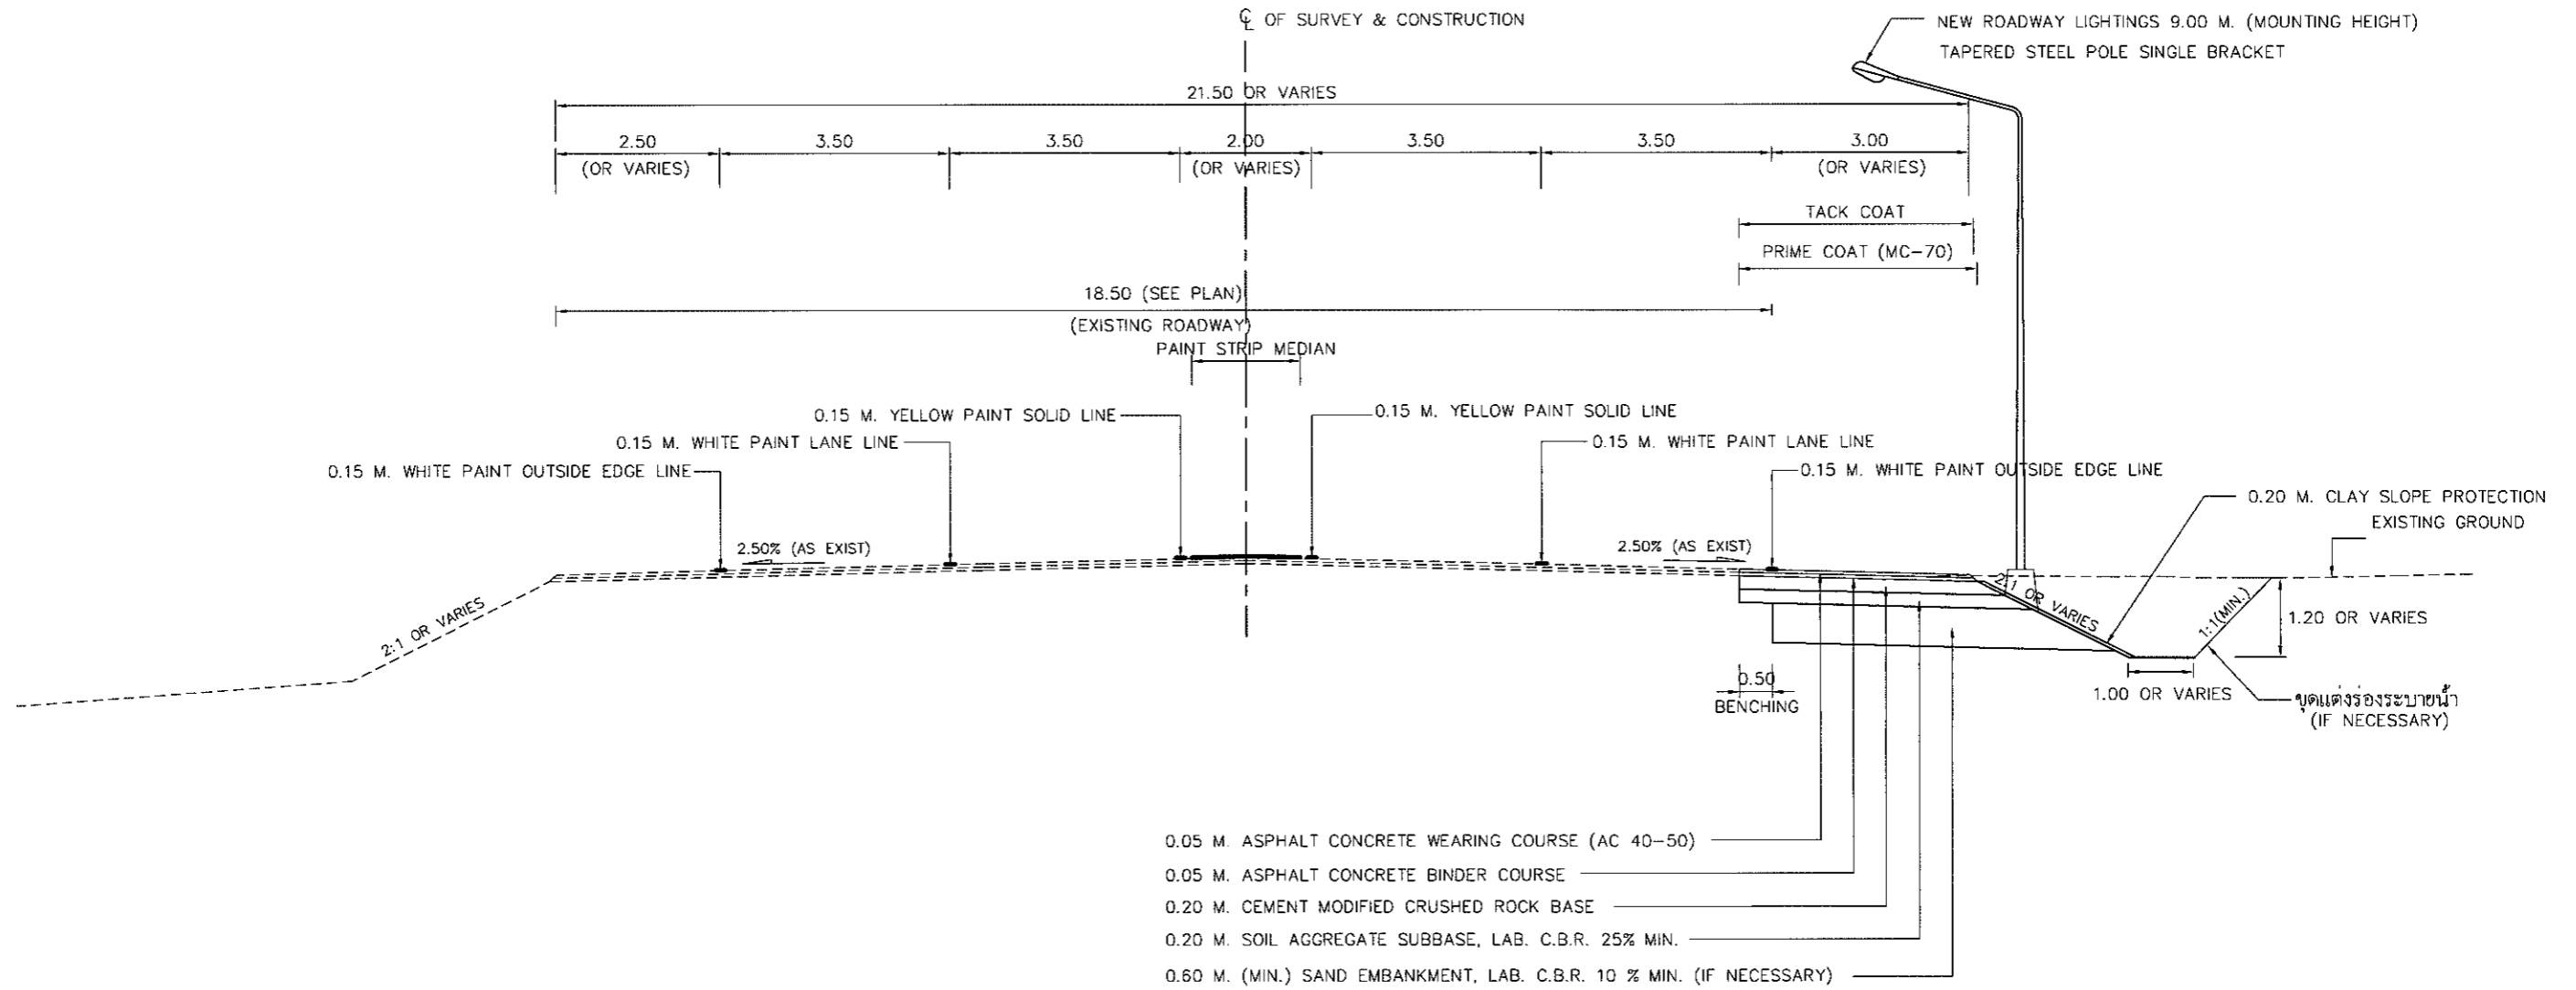 ℄ OF SURVEY & CONSTRUCTION
NEW ROADWAY LIGHTINGS 9.00 M. (MOUNTING HEIGHT)
TAPERED STEEL POLE SINGLE BRACKET
21.50 OR VARIES
2.50
(OR VARIES)
3.50
3.50
2.00
(OR VARIES)
3.50
3.50
3.00
(OR VARIES)
TACK COAT
PRIME COAT (MC-70)
18.50 (SEE PLAN)
(EXISTING ROADWAY)
PAINT STRIP MEDIAN
0.15 M. YELLOW PAINT SOLID LINE
0.15 M. YELLOW PAINT SOLID LINE
0.15 M. WHITE PAINT LANE LINE
0.15 M. WHITE PAINT LANE LINE
0.15 M. WHITE PAINT OUTSIDE EDGE LINE
0.15 M. WHITE PAINT OUTSIDE EDGE LINE
0.20 M. CLAY SLOPE PROTECTION
EXISTING GROUND
2.50% (AS EXIST)
2.50% (AS EXIST)
2:1 OR VARIES
2:1 OR VARIES
1:1(MIN.)
1.20 OR VARIES
0.50
BENCHING
1.00 OR VARIES
ขุดแต่งร่องระบายน้ำ
(IF NECESSARY)
0.05 M. ASPHALT CONCRETE WEARING COURSE (AC 40-50)
0.05 M. ASPHALT CONCRETE BINDER COURSE
0.20 M. CEMENT MODIFIED CRUSHED ROCK BASE
0.20 M. SOIL AGGREGATE SUBBASE, LAB. C.B.R. 25% MIN.
0.60 M. (MIN.) SAND EMBANKMENT, LAB. C.B.R. 10 % MIN. (IF NECESSARY)